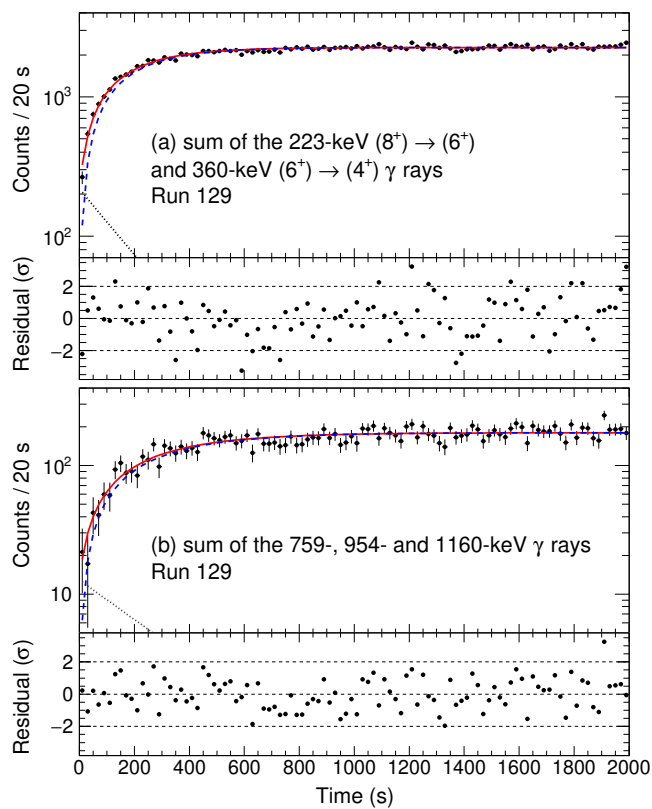 Counts / 20 s
10³
10²
(a) sum of the 223-keV (8⁺) → (6⁺)
and 360-keV (6⁺) → (4⁺) γ rays
Run 129
Residual (σ)
2
0
−2
Counts / 20 s
10²
10
(b) sum of the 759-, 954- and 1160-keV γ rays
Run 129
Residual (σ)
2
0
−2
0 200 400 600 800 1000 1200 1400 1600 1800 2000
Time (s)